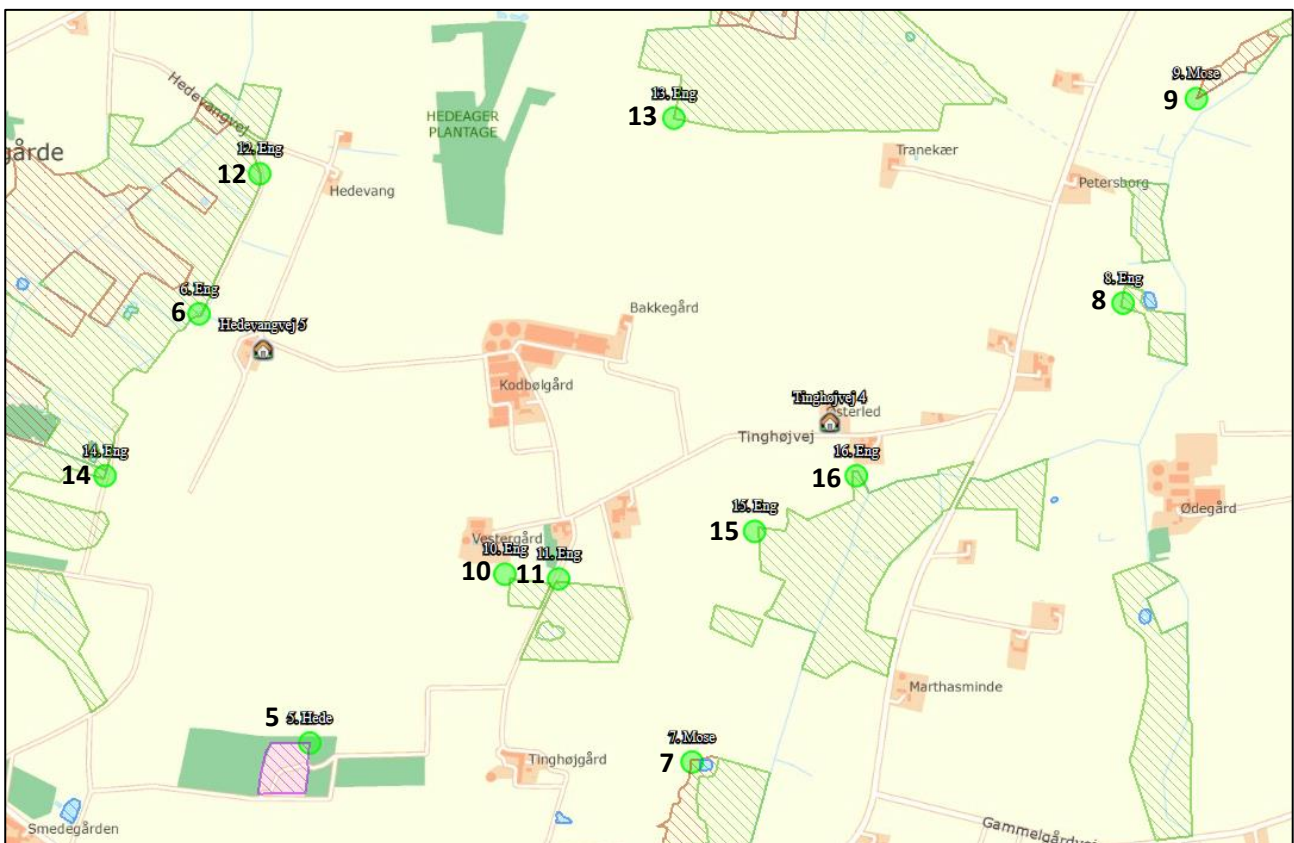 9. Mose
9
13. Eng
13
HEDEAGER
PLANTAGE
Hedevangvej
12. Eng
12
gårde
Tranekær
Petersborg
Hedevang
8. Eng
8
6. Eng
6
Bakkegård
Hedevangvej 5
Kodbølgård
Tinghøjvej 4
Østerled
Tinghøjvej
14. Eng
14
16. Eng
16
15. Eng
15
Ødegård
Vestergård
10. Eng
10
11. Eng
11
Marthasminde
5
5. Hede
7. Mose
7
Tinghøjgård
Smedegården
Gammelgårdvej